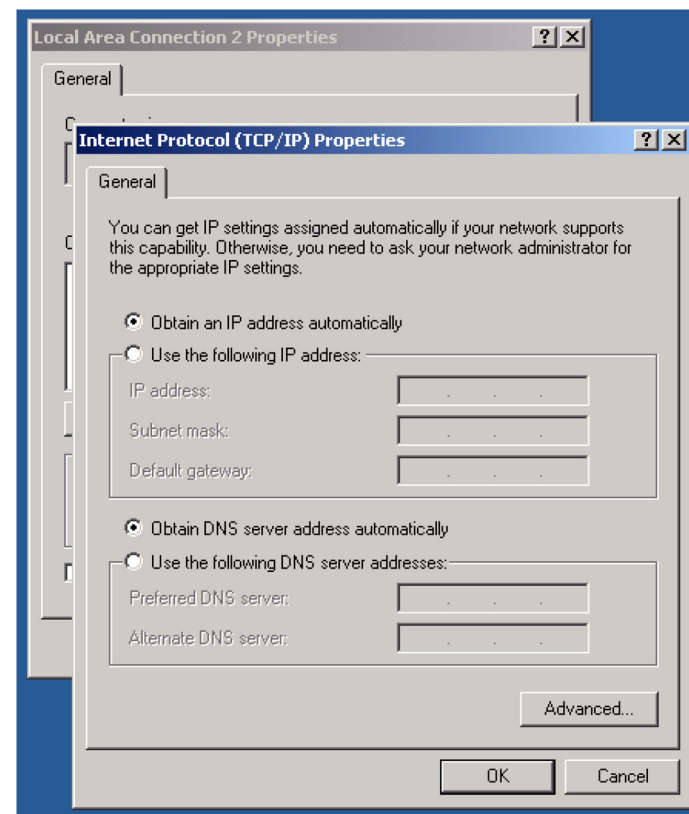 Local Area Connection 2 Properties
General
Internet Protocol (TCP/IP) Properties
General
You can get IP settings assigned automatically if your network supports
this capability. Otherwise, you need to ask your network administrator for
the appropriate IP settings.
Obtain an IP address automatically
Use the following IP address:
IP address:
Subnet mask:
Default gateway:
Obtain DNS server address automatically
Use the following DNS server addresses:
Preferred DNS server:
Alternate DNS server:
Advanced...
OK
Cancel